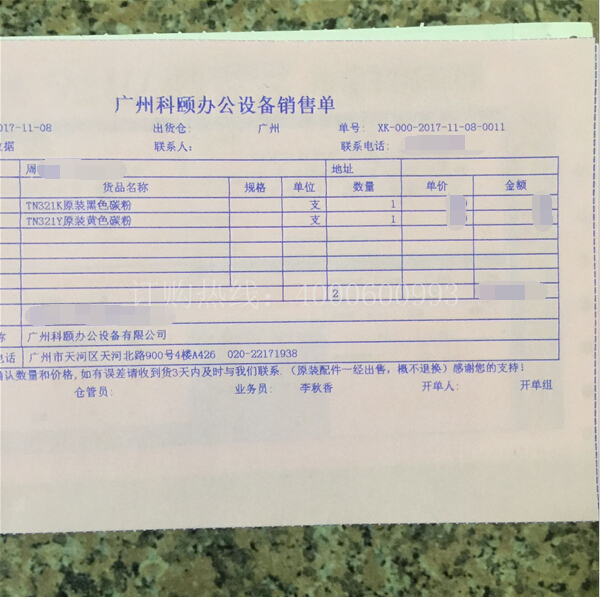 广州科颐办公设备销售单
2017-11-08 出货仓: 广州 单号: XK-000-2017-11-08-0011
据 联系人: 联系电话:
周 地址
货品名称 规格 单位 数量 单价 金额
TN321K原装黑色碳粉 支 1
TN321Y原装黄色碳粉 支 1
订购热线: 4000600993
2
称 广州科颐办公设备有限公司
电话 广州市天河区天河北路900号4楼A426 020-22171938
确认数量和价格,如有误差请收到货3天内及时与我们联系.(原装配件一经出售,概不退换)感谢您的支持!
仓管员: 业务员: 李秋香 开单人: 开单组